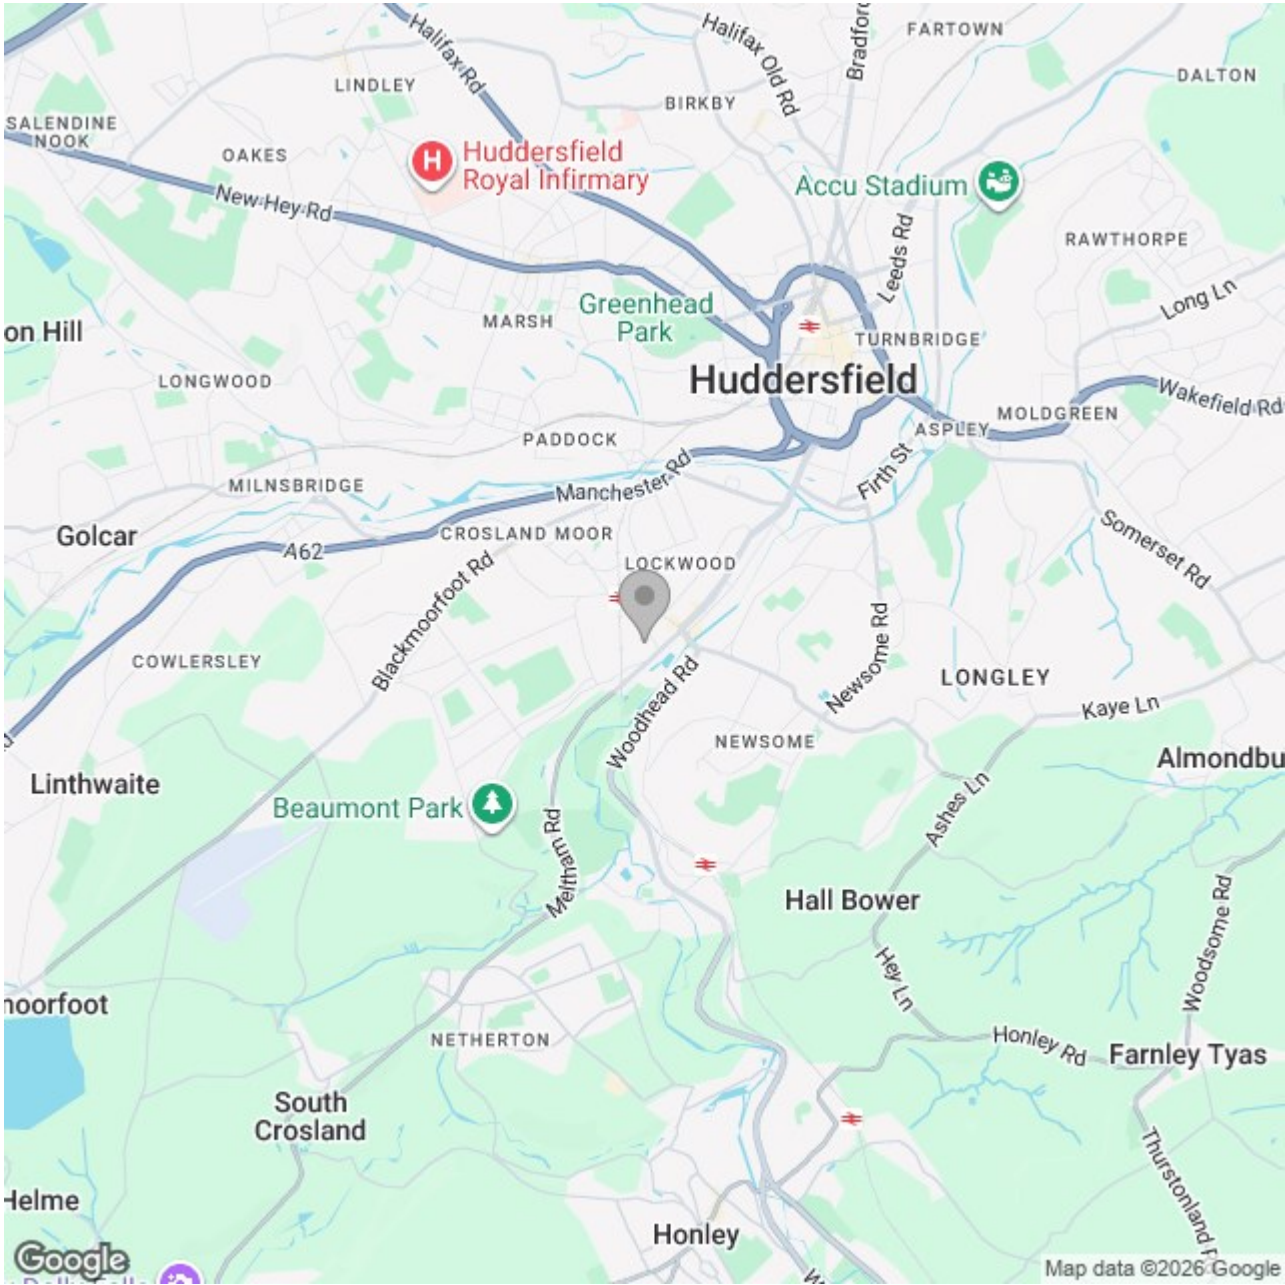 FARTOWN
Halifax Rd
Halifax Old Rd
Bradford
DALTON
LINDLEY
BIRKBY
SALENDINE
NOOK
OAKES
Huddersfield
Royal Infirmary
H
Accu Stadium
New Hey Rd
Leeds Rd
RAWTHORPE
Long Ln
Greenhead
Park
MARSH
on Hill
TURNBRIDGE
LONGWOOD
Huddersfield
Wakefield Rd
MOLDGREEN
ASPLEY
PADDOCK
Firth St
Manchester Rd
MILNSBRIDGE
Golcar
A62
CROSLAND MOOR
Somerset Rd
LOCKWOOD
Blackmoorfoot Rd
COWLERSLEY
Newsome Rd
Woodhead Rd
LONGLEY
Kaye Ln
NEWSOME
Almondbu
Linthwaite
Beaumont Park
Ashes Ln
Meltham Rd
Hall Bower
Woodsome Rd
Hey Ln
noorfoot
NETHERTON
Honley Rd
Farnley Tyas
South
Crosland
Thurstonland R
Helme
Honley
Google
Map data ©2026 Google